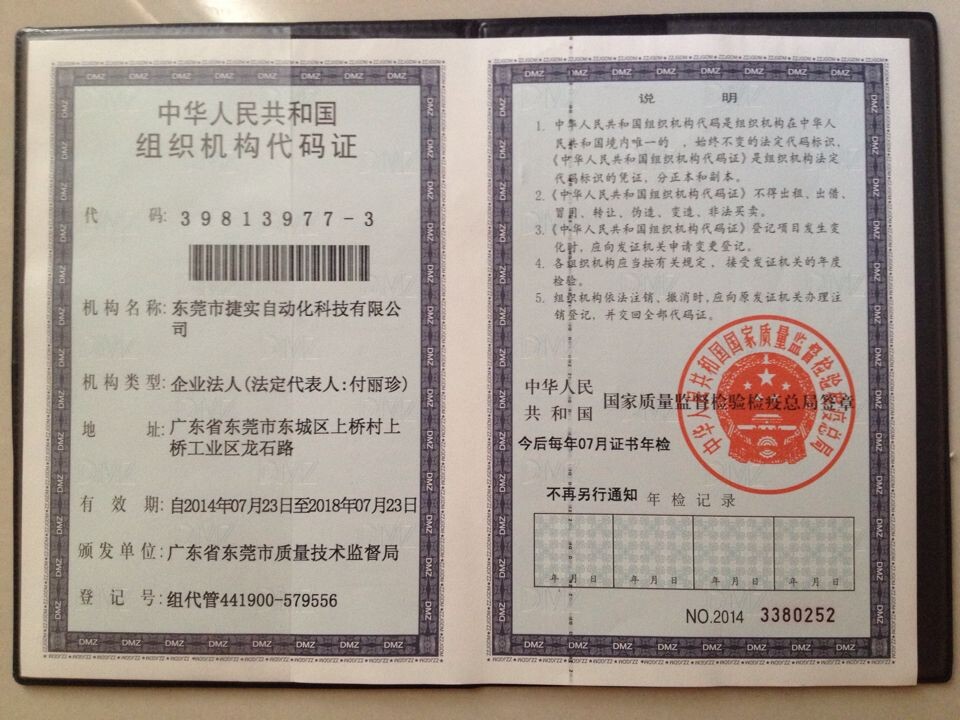 中华人民共和国
组织机构代码证
代 码: 39813977-3
机构名称: 东莞市捷实自动化科技有限公
司
机构类型: 企业法人(法定代表人:付丽珍)
地 址: 广东省东莞市东城区上桥村上
桥工业区龙石路
有 效 期: 自2014年07月23日至2018年07月23日
颁发单位: 广东省东莞市质量技术监督局
登 记 号: 组代管441900-579556
说 明
1. 中华人民共和国组织机构代码是组织机构在中华人
民共和国境内唯一的 、始终不变的法定代码标识,
《中华人民共和国组织机构代码证》是组织机构法定
代码标识的凭证,分正本和副本。
2.《中华人民共和国组织机构代码证》不得出租、出借、
冒用、转让、伪造、变造、非法买卖。
3.《中华人民共和国组织机构代码证》登记项目发生变
化时,应向发证机关申请变更登记。
4. 各组织机构应当按有关规定,接受发证机关的年度
检验。
5. 组织机构依法注销、撤消时,应向原发证机关办理注
销登记,并交回全部代码证。
中华人民
共和国 国家质量监督检验检疫总局签章
中华人民共和国国家质量监督检验检疫总局
今后每年07月证书年检
不再另行通知 年检记录
年 月 日 年 月 日 年 月 日 年 月 日
NO.2014 3380252